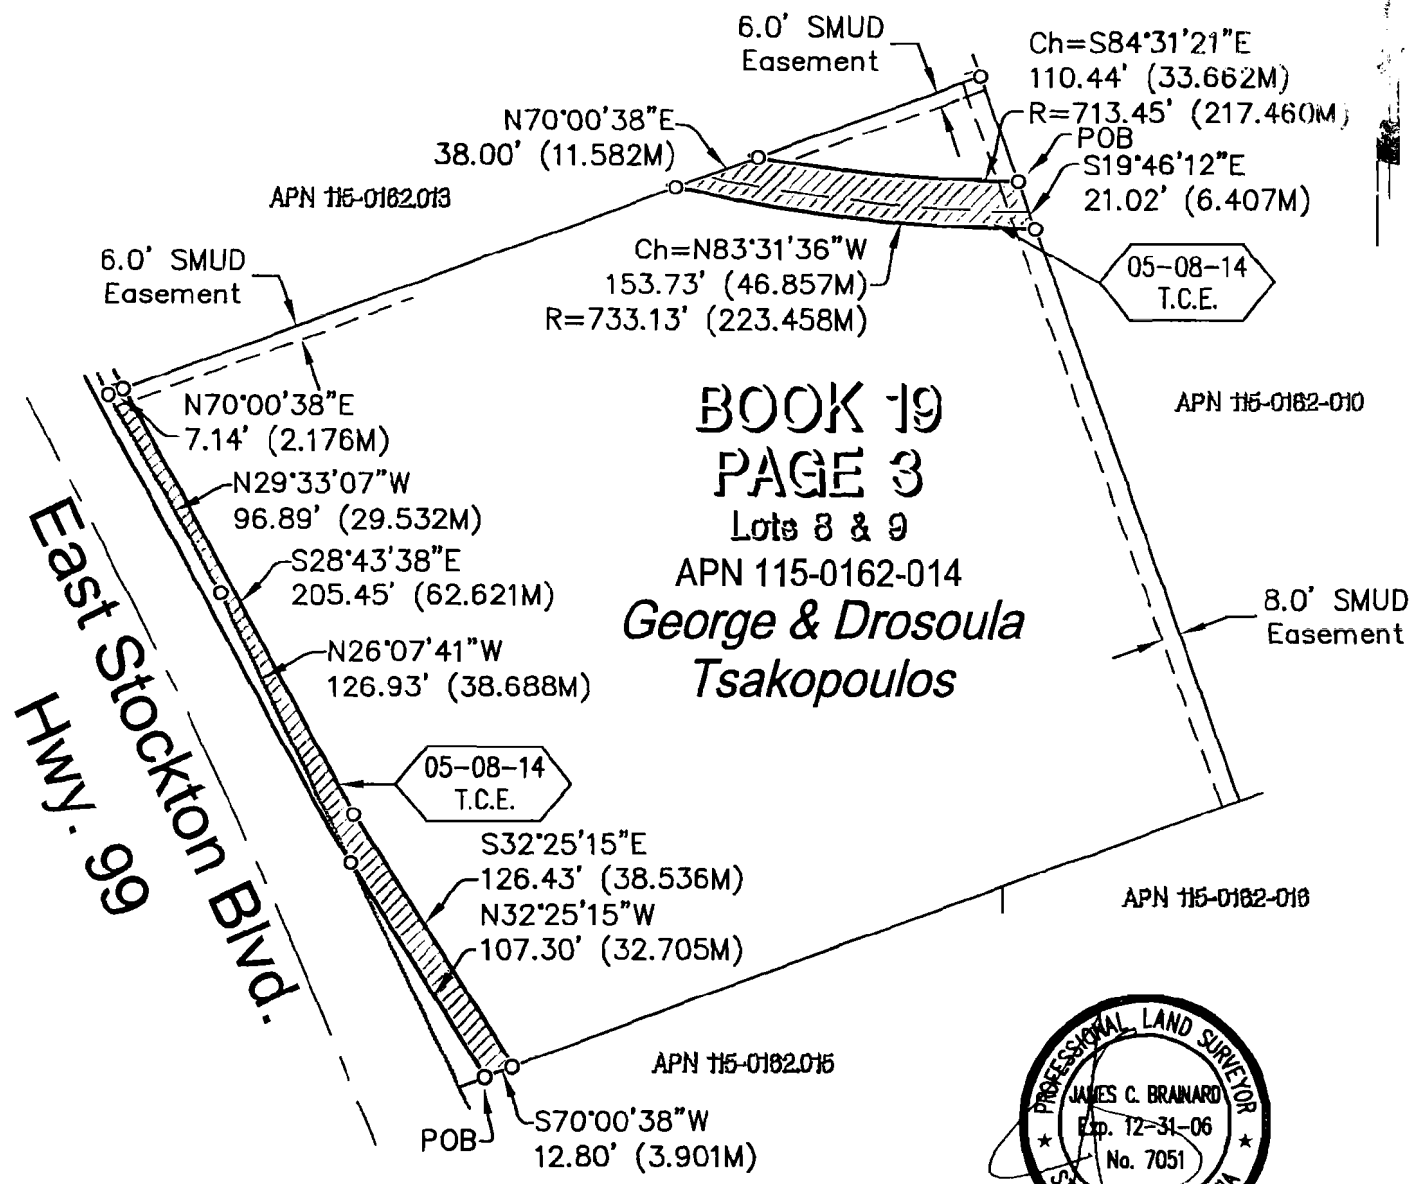 6.0' SMUD
Easement
Ch=S84°31'21"E
110.44' (33.662M)
R=713.45' (217.460M)
POB
S19°46'12"E
21.02' (6.407M)
N70°00'38"E
38.00' (11.582M)
APN 115-0162.013
6.0' SMUD
Easement
Ch=N83°31'36"W
153.73' (46.857M)
R=733.13' (223.458M)
05-08-14
T.C.E.
N70°00'38"E
7.14' (2.176M)
N29°33'07"W
96.89' (29.532M)
S28°43'38"E
205.45' (62.621M)
N26°07'41"W
126.93' (38.688M)
BOOK 19
PAGE 3
Lots 8 & 9
APN 115-0162-014
George & Drosoula
Tsakopoulos
APN 115-0162-010
8.0' SMUD
Easement
East Stockton Blvd.
Hwy. 99
05-08-14
T.C.E.
S32°25'15"E
126.43' (38.536M)
N32°25'15"W
107.30' (32.705M)
APN 115-0162-016
APN 115-0162.015
POB
S70°00'38"W
12.80' (3.901M)
PROFESSIONAL LAND SURVEYOR
JAMES C. BRAINARD
Exp. 12-31-06
No. 7051